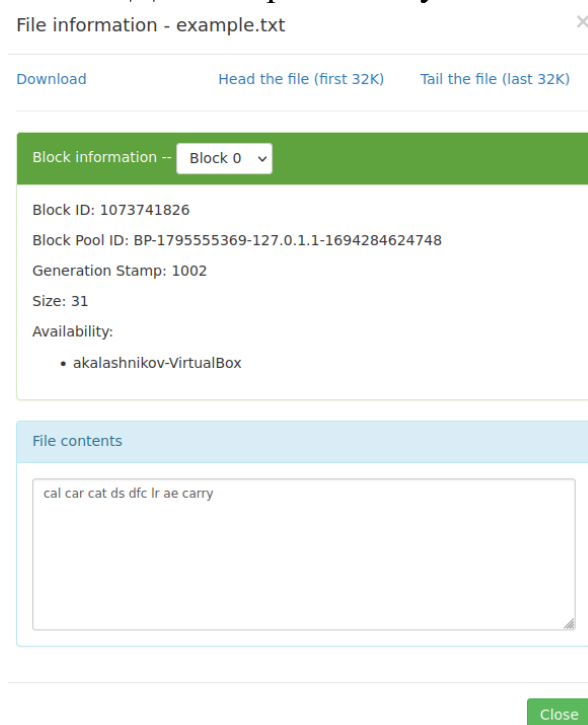 File information - example.txt ×
Download Head the file (first 32K) Tail the file (last 32K)
Block information -- Block 0
Block ID: 1073741826
Block Pool ID: BP-1795555369-127.0.1.1-1694284624748
Generation Stamp: 1002
Size: 31
Availability:
• akalashnikov-VirtualBox
File contents
cal car cat ds dfc lr ae carry
Close